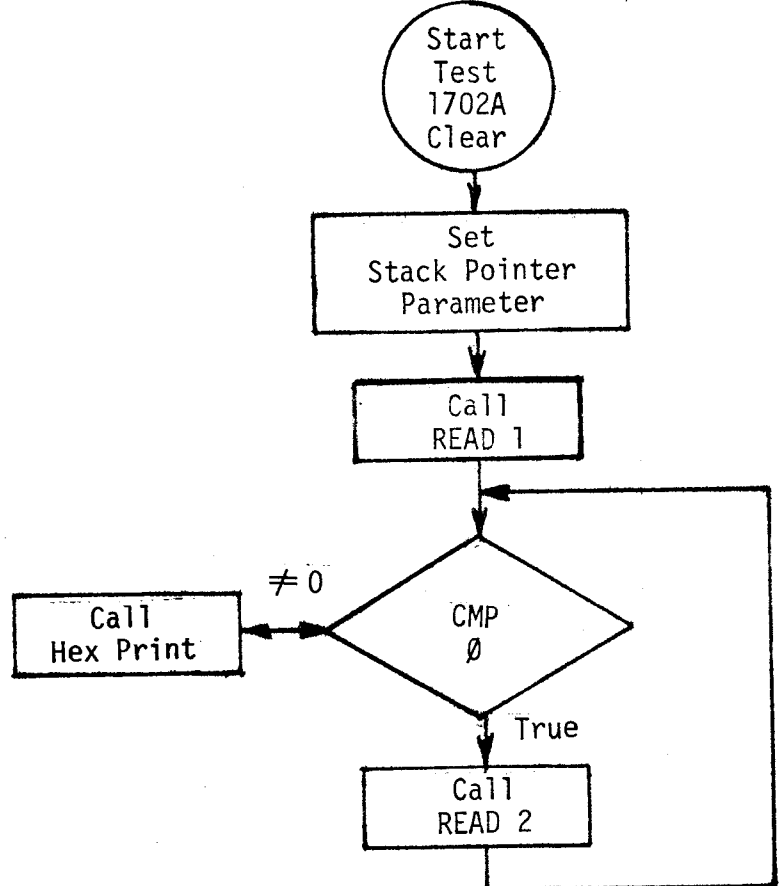 Start
Test
1702A
Clear
Set
Stack Pointer
Parameter
Call
READ 1
≠ 0
Call
Hex Print
CMP
Ø
True
Call
READ 2